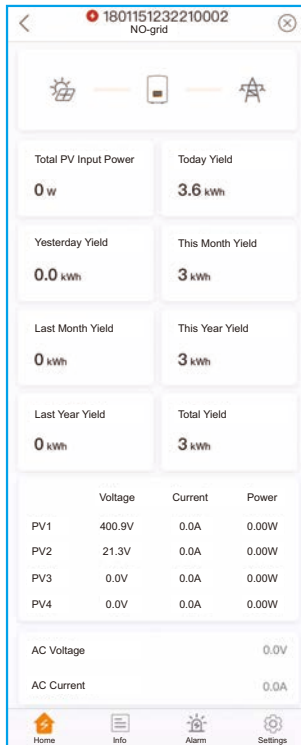 1801151232210002
NO-grid
Total PV Input Power Today Yield
0 w 3.6 kWh
Yesterday Yield This Month Yield
0.0 kWh 3 kWh
Last Month Yield This Year Yield
0 kWh 3 kWh
Last Year Yield Total Yield
0 kWh 3 kWh
Voltage Current Power
PV1 400.9V 0.0A 0.00W
PV2 21.3V 0.0A 0.00W
PV3 0.0V 0.0A 0.00W
PV4 0.0V 0.0A 0.00W
AC Voltage 0.0V
AC Current 0.0A
Home Info Alarm Settings